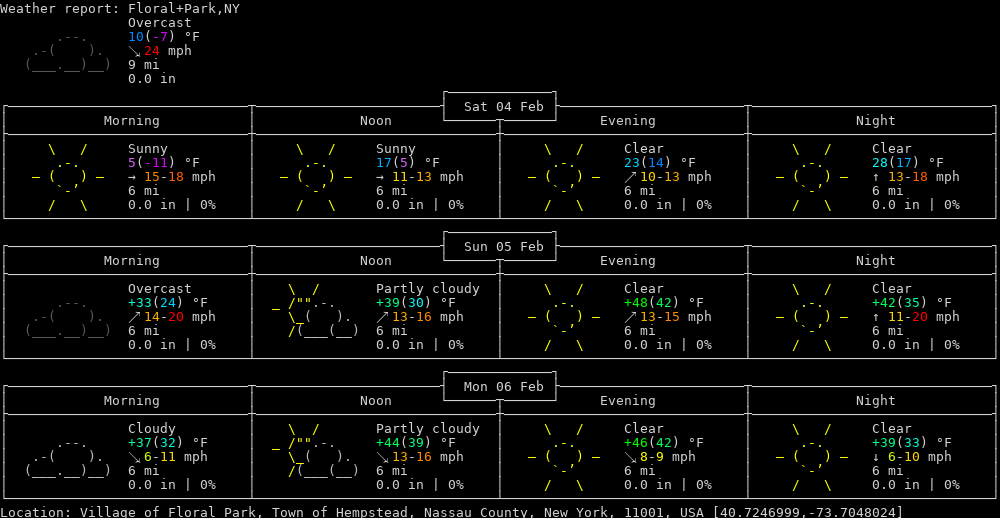 Weather report: Floral+Park,NY
Overcast
10(-7) °F
↘ 24 mph
9 mi
0.0 in
Sat 04 Feb
Morning Noon Evening Night
Sunny Sunny Clear Clear
5(-11) °F 17(5) °F 23(14) °F 28(17) °F
→ 15-18 mph → 11-13 mph ↗ 10-13 mph ↑ 13-18 mph
6 mi 6 mi 6 mi 6 mi
0.0 in | 0% 0.0 in | 0% 0.0 in | 0% 0.0 in | 0%
Sun 05 Feb
Morning Noon Evening Night
Overcast Partly cloudy Clear Clear
+33(24) °F +39(30) °F +48(42) °F +42(35) °F
↗ 14-20 mph ↗ 13-16 mph ↗ 13-15 mph ↑ 11-20 mph
6 mi 6 mi 6 mi 6 mi
0.0 in | 0% 0.0 in | 0% 0.0 in | 0% 0.0 in | 0%
Mon 06 Feb
Morning Noon Evening Night
Cloudy Partly cloudy Clear Clear
+37(32) °F +44(39) °F +46(42) °F +39(33) °F
↘ 6-11 mph ↘ 13-16 mph ↘ 8-9 mph ↓ 6-10 mph
6 mi 6 mi 6 mi 6 mi
0.0 in | 0% 0.0 in | 0% 0.0 in | 0% 0.0 in | 0%
Location: Village of Floral Park, Town of Hempstead, Nassau County, New York, 11001, USA [40.7246999,-73.7048024]